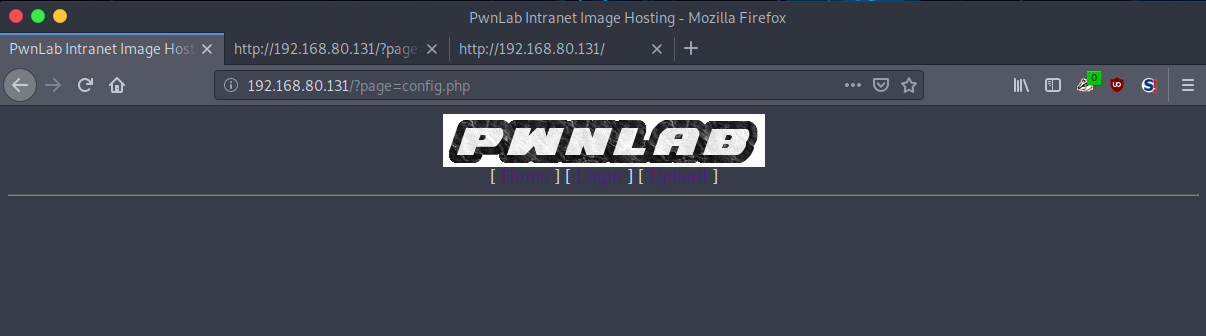 PwnLab Intranet Image Hosting - Mozilla Firefox
PwnLab Intranet Image Host
http://192.168.80.131/?page
http://192.168.80.131/
192.168.80.131/?page=config.php
0
UO
S
PWNLAB
[ Home ] [ Login ] [ Upload ]